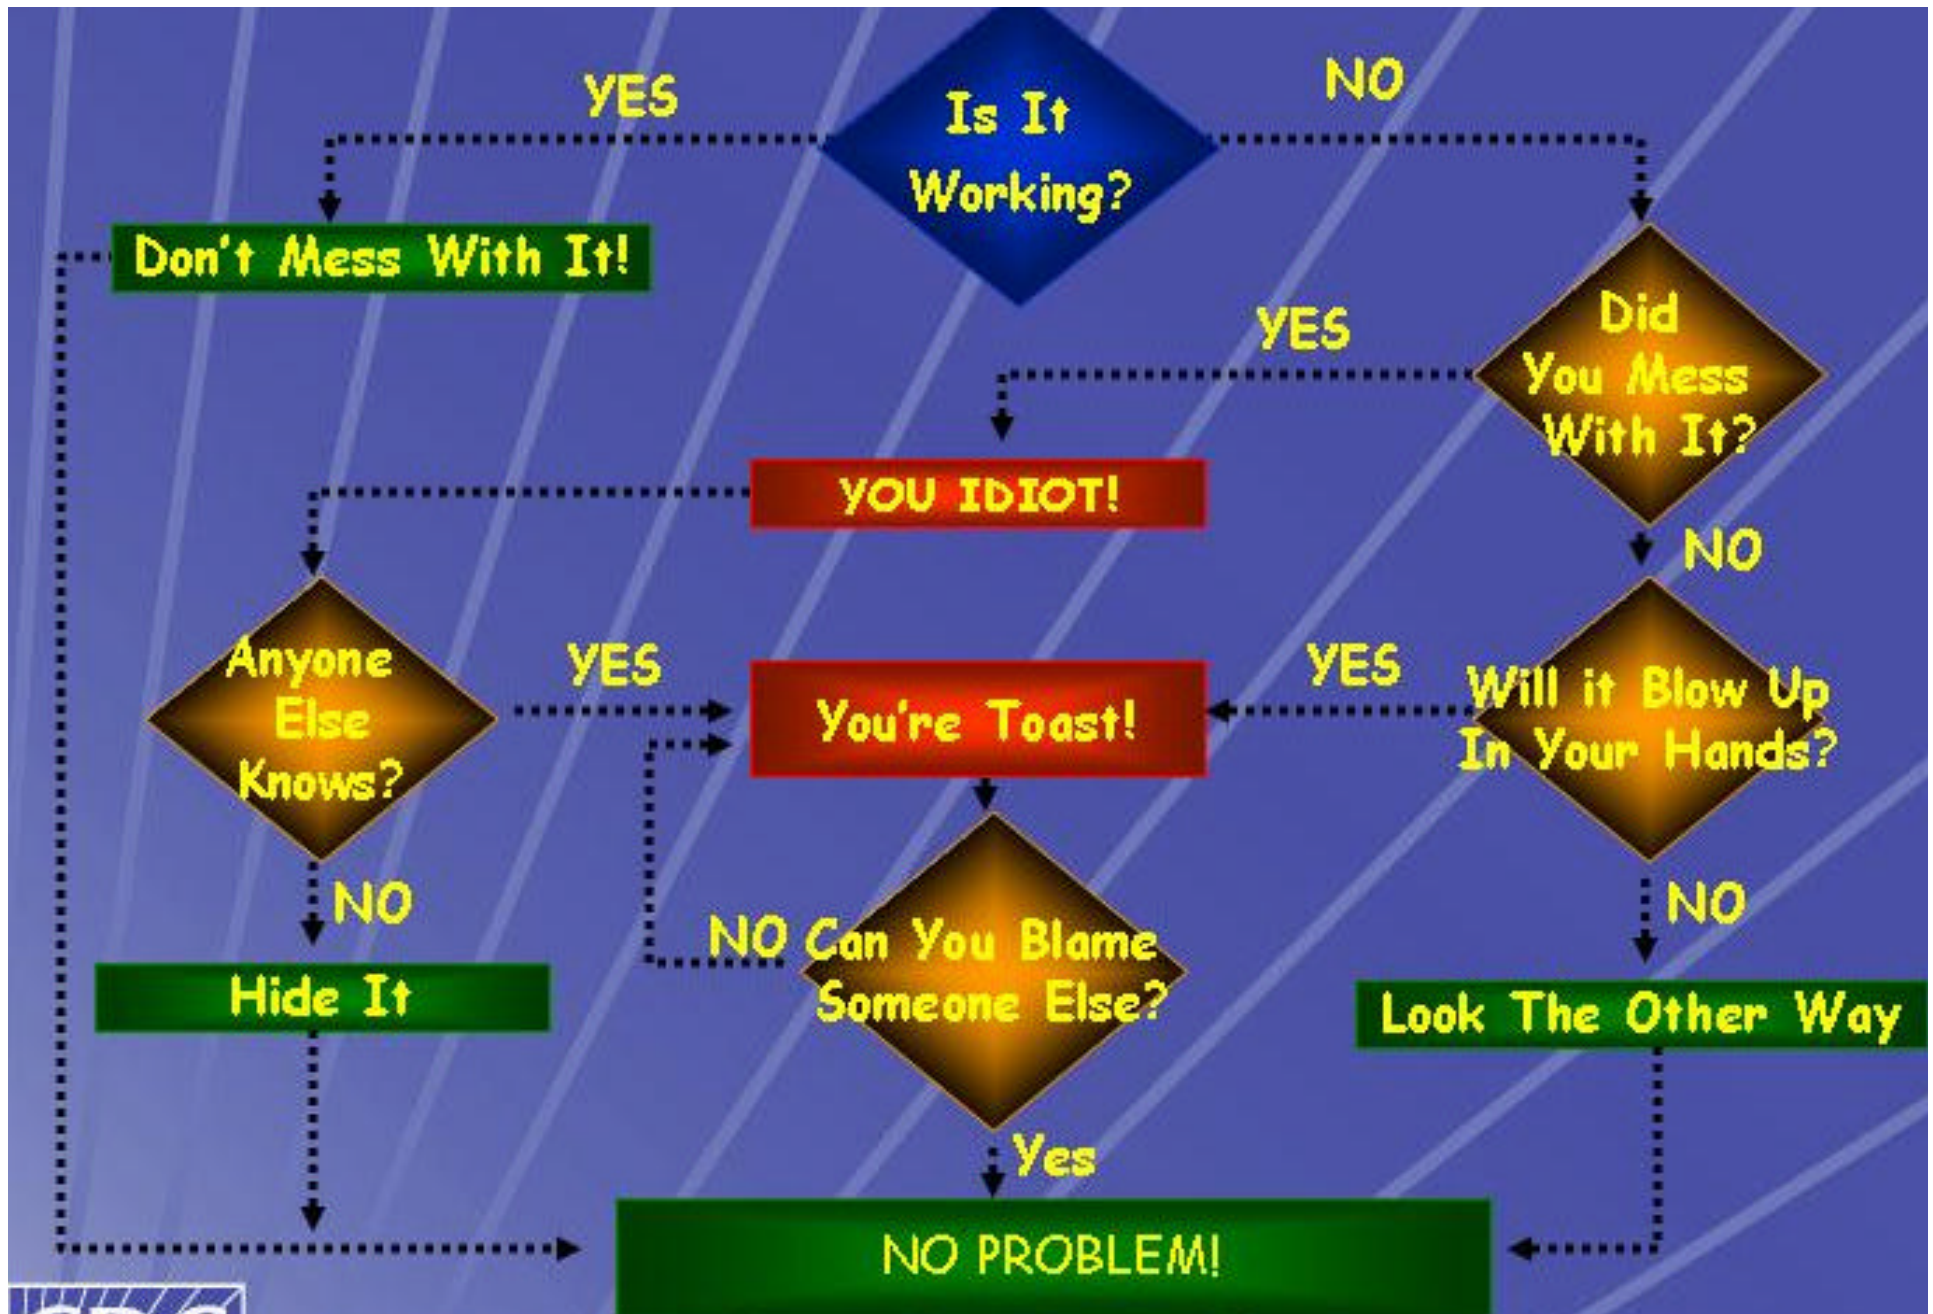 YES
Is It
Working?
NO
Don't Mess With It!
YES
Did
You Mess
With It?
YOU IDIOT!
NO
Anyone
Else
Knows?
YES
You're Toast!
YES
Will it Blow Up
In Your Hands?
NO
NO
Can You Blame
Someone Else?
NO
Hide It
Look The Other Way
Yes
NO PROBLEM!